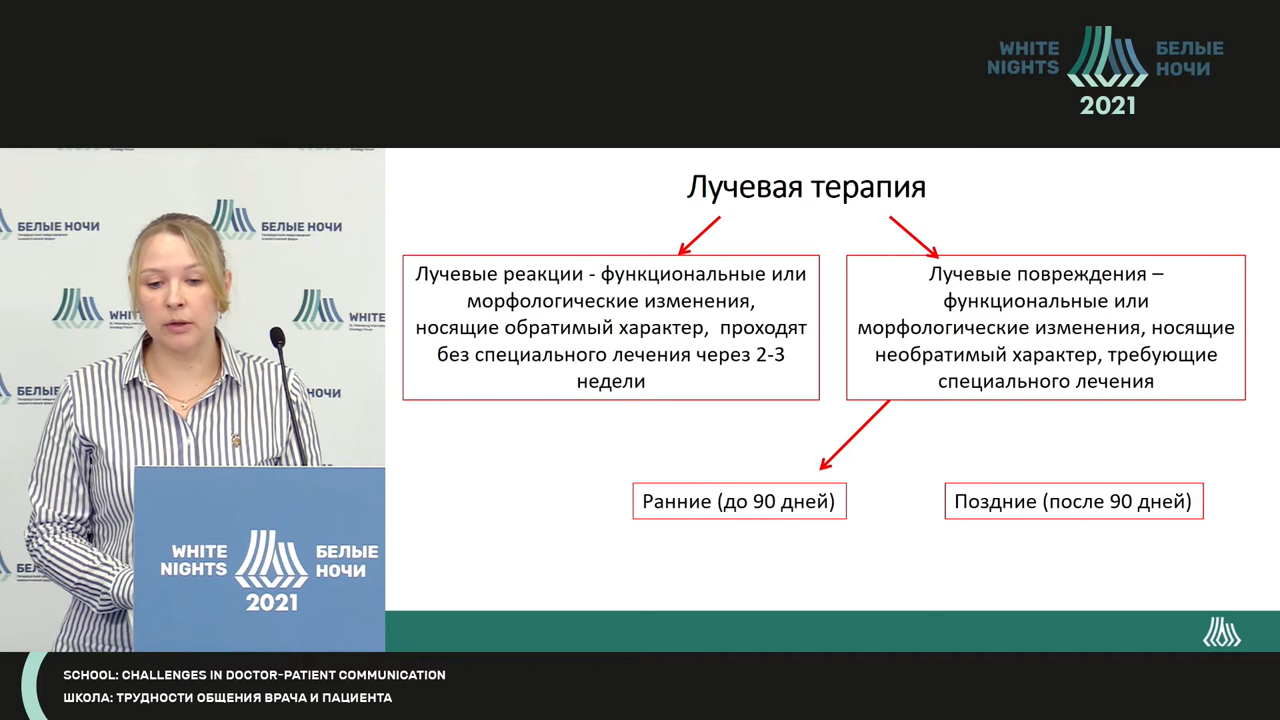 WHITE
NIGHTS
БЕЛЫЕ
НОЧИ
2021
БЕЛЫЕ НОЧИ
БЕЛЫЕ НОЧИ
WHITE
NIGHTS
WHITE
NIGHTS
БЕЛЫЕ
WHITE
NIGHTS
БЕЛЫЕ
НОЧИ
2021
Лучевая терапия
Лучевые реакции - функциональные или
морфологические изменения,
носящие обратимый характер, проходят
без специального лечения через 2-3
недели
Лучевые повреждения –
функциональные или
морфологические изменения, носящие
необратимый характер, требующие
специального лечения
Ранние (до 90 дней)
Поздние (после 90 дней)
SCHOOL: CHALLENGES IN DOCTOR-PATIENT COMMUNICATION
ШКОЛА: ТРУДНОСТИ ОБЩЕНИЯ ВРАЧА И ПАЦИЕНТА